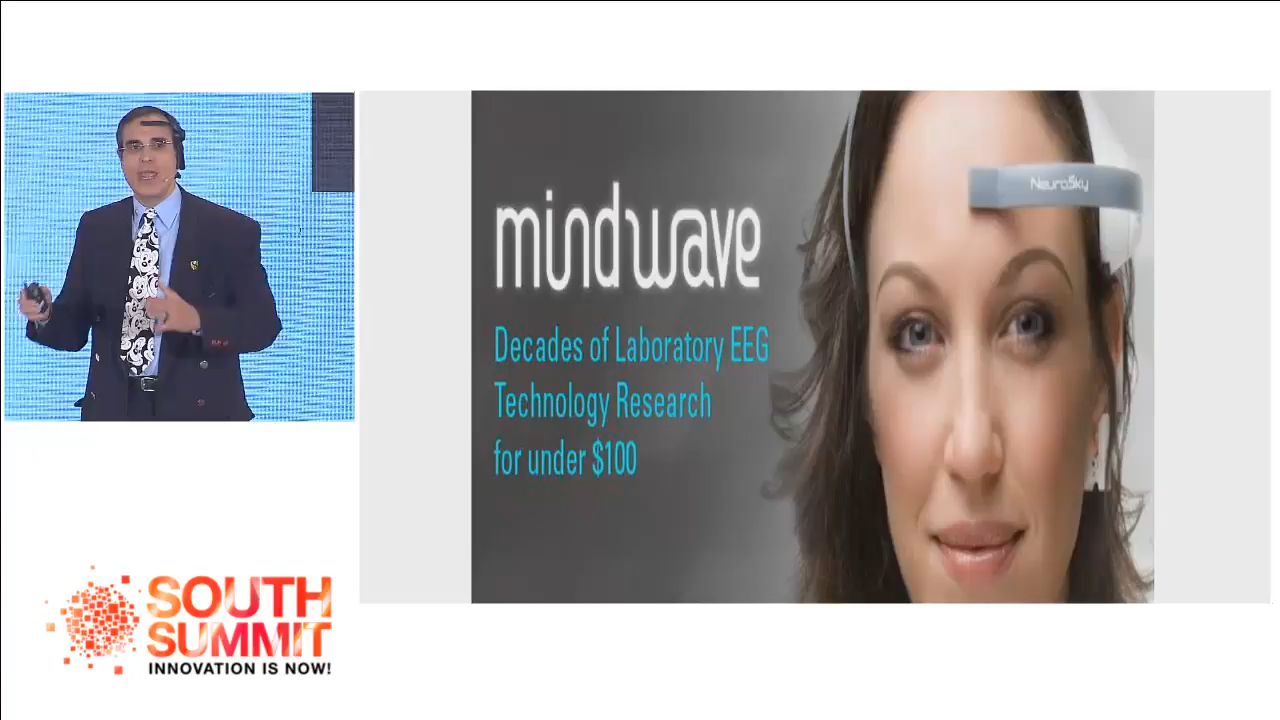 mindwave
Decades of Laboratory EEG
Technology Research
for under $100
NeuroSky
SOUTH
SUMMIT
INNOVATION IS NOW!